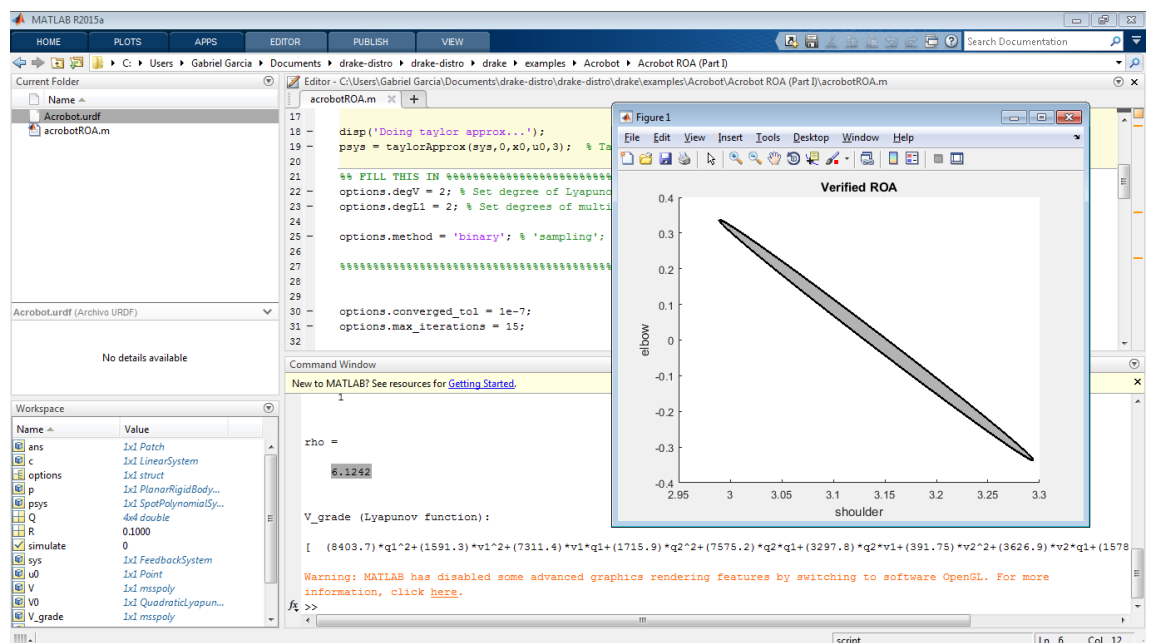 MATLAB R2015a
HOME PLOTS APPS EDITOR PUBLISH VIEW Search Documentation
C: Users Gabriel Garcia Documents drake-distro drake-distro drake examples Acrobot Acrobot ROA (Part I)
Current Folder
Name
Acrobot.urdf
acrobotROA.m
Acrobot.urdf (Archivo URDF)
No details available
Workspace
Name Value
ans 1x1 Patch
c 1x1 LinearSystem
options 1x1 struct
p 1x1 PlanarRigidBody...
psys 1x1 SpotPolynomialSy...
Q 4x4 double
R 0.1000
simulate 0
sys 1x1 FeedbackSystem
u0 1x1 Point
V 1x1 msspoly
V0 1x1 QuadraticLyapun...
V_grade 1x1 msspoly
Editor - C:\Users\Gabriel Garcia\Documents\drake-distro\drake-distro\drake\examples\Acrobot\Acrobot ROA (Part I)\acrobotROA.m
acrobotROA.m
17
18 - disp('Doing taylor approx...');
19 - psys = taylorApprox(sys,0,x0,u0,3); % Ta
20
21 %% FILL THIS IN %%%%%%%%%%%%%%%%%%%%%%%%%
22 - options.degV = 2; % Set degree of Lyapuno
23 - options.degL1 = 2; % Set degrees of multi
24
25 - options.method = 'binary'; % 'sampling';
26
27 %%%%%%%%%%%%%%%%%%%%%%%%%%%%%%%%%%%%%%%%%
28
29
30 - options.converged_tol = 1e-7;
31 - options.max_iterations = 15;
32
Command Window
New to MATLAB? See resources for Getting Started.
1
rho =
6.1242
V_grade (Lyapunov function):
[ (8403.7)*q1^2+(1591.3)*v1^2+(7311.4)*v1*q1+(1715.9)*q2^2+(7575.2)*q2*q1+(3297.8)*q2*v1+(391.75)*v2^2+(3626.9)*v2*q1+(1578
Warning: MATLAB has disabled some advanced graphics rendering features by switching to software OpenGL. For more
information, click here.
fx >>
Figure 1
File Edit View Insert Tools Desktop Window Help
Verified ROA
0.4
0.3
0.2
0.1
0
-0.1
-0.2
-0.3
-0.4
elbow
2.95 3 3.05 3.1 3.15 3.2 3.25 3.3
shoulder
script Ln 6 Col 12